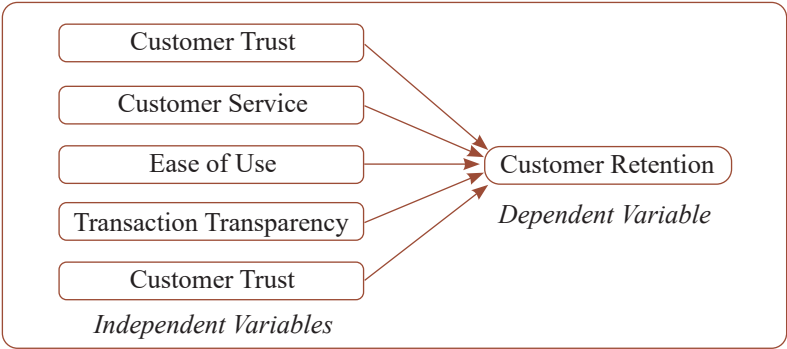 Customer Trust
Customer Service
Ease of Use
Transaction Transparency
Customer Trust
Independent Variables
Customer Retention
Dependent Variable